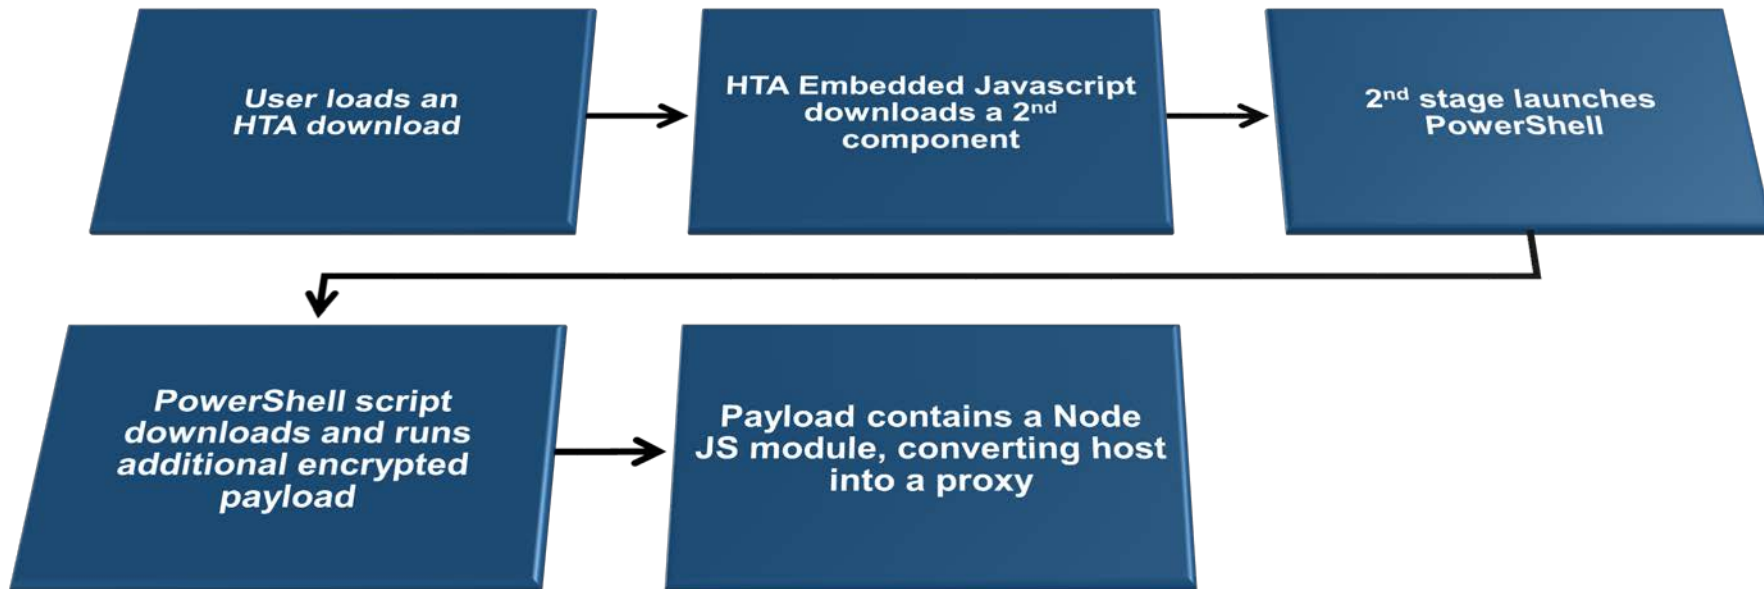 User loads an
HTA download
HTA Embedded Javascript
downloads a 2nd
component
2nd stage launches
PowerShell
PowerShell script
downloads and runs
additional encrypted
payload
Payload contains a Node
JS module, converting host
into a proxy